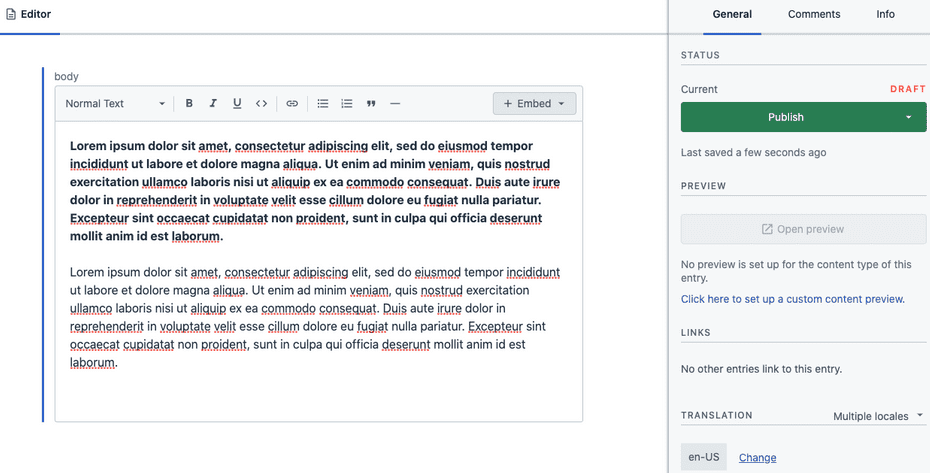 Editor
General Comments Info
body
Normal Text B I U <> + Embed
Lorem ipsum dolor sit amet, consectetur adipiscing elit, sed do eiusmod tempor
incididunt ut labore et dolore magna aliqua. Ut enim ad minim veniam, quis nostrud
exercitation ullamco laboris nisi ut aliquip ex ea commodo consequat. Duis aute irure
dolor in reprehenderit in voluptate velit esse cillum dolore eu fugiat nulla pariatur.
Excepteur sint occaecat cupidatat non proident, sunt in culpa qui officia deserunt
mollit anim id est laborum.
Lorem ipsum dolor sit amet, consectetur adipiscing elit, sed do eiusmod tempor incididunt
ut labore et dolore magna aliqua. Ut enim ad minim veniam, quis nostrud exercitation
ullamco laboris nisi ut aliquip ex ea commodo consequat. Duis aute irure dolor in
reprehenderit in voluptate velit esse cillum dolore eu fugiat nulla pariatur. Excepteur sint
occaecat cupidatat non proident, sunt in culpa qui officia deserunt mollit anim id est
laborum.
STATUS
Current DRAFT
Publish
Last saved a few seconds ago
PREVIEW
Open preview
No preview is set up for the content type of this
entry.
Click here to set up a custom content preview.
LINKS
No other entries link to this entry.
TRANSLATION Multiple locales
en-US Change